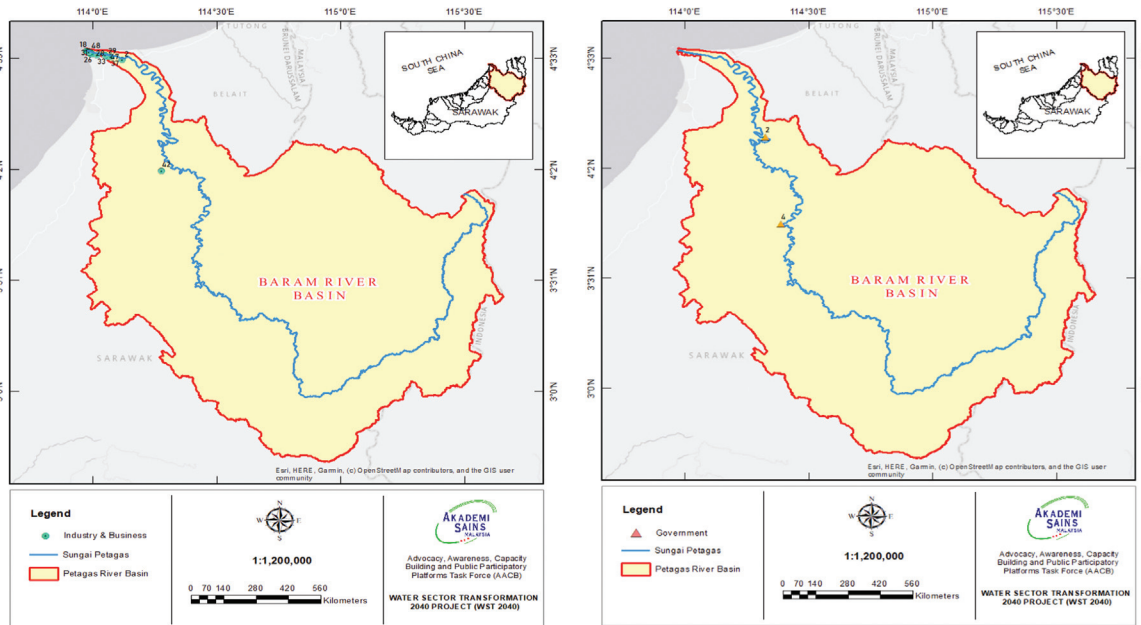 114°0'E 114°30'E 115°0'E 115°30'E
TUTONG
BRUNEI DARUSSALAM
MALAYSIA
BELAIT
SOUTH CHINA
SEA
SARAWAK
18 48 29 2
26 33
42
4°2'N
3°31'N
3°0'N
BARAM RIVER
BASIN
SARAWAK
INDONESIA
Esri, HERE, Garmin, (c) OpenStreetMap contributors, and the GIS user
community
Legend
Industry & Business
Sungai Petagas
Petagas River Basin
N
W E
S
1:1,200,000
0 70 140 280 420 560
Kilometers
AKADEMI
SAINS
MALAYSIA
Advocacy, Awareness, Capacity
Building and Public Participatory
Platforms Task Force (AACB)
WATER SECTOR TRANSFORMATION
2040 PROJECT (WST 2040)
114°0'E 114°30'E 115°0'E 115°30'E
TUTONG
BRUNEI DARUSSALAM
MALAYSIA
BELAIT
SOUTH CHINA
SEA
SARAWAK
4°33'N
2
4°2'N
4
3°31'N
3°0'N
BARAM RIVER
BASIN
SARAWAK
INDONESIA
Esri, HERE, Garmin, (c) OpenStreetMap contributors, and the GIS user
community
Legend
Government
Sungai Petagas
Petagas River Basin
N
W E
S
1:1,200,000
0 70 140 280 420 560
Kilometers
AKADEMI
SAINS
MALAYSIA
Advocacy, Awareness, Capacity
Building and Public Participatory
Platforms Task Force (AACB)
WATER SECTOR TRANSFORMATION
2040 PROJECT (WST 2040)